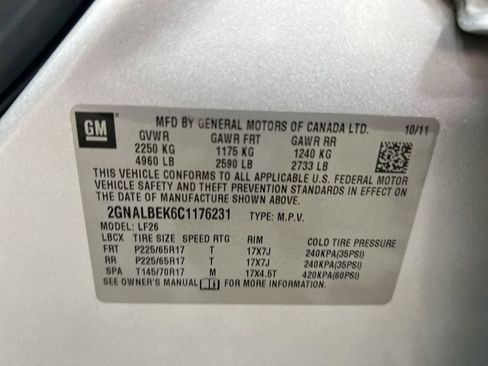 GM
MFD BY GENERAL MOTORS OF CANADA LTD. 10/11
GVWR GAWR FRT GAWR RR
2250 KG 1175 KG 1240 KG
4960 LB 2590 LB 2733 LB
THIS VEHICLE CONFORMS TO ALL APPLICABLE U.S. FEDERAL MOTOR
VEHICLE SAFETY AND THEFT PREVENTION STANDARDS IN EFFECT ON
THE DATE OF MANUFACTURE SHOWN ABOVE.
2GNALBEK6C1176231 TYPE: M.P.V.
MODEL: LF26
LBCX TIRE SIZE SPEED RTG RIM COLD TIRE PRESSURE
FRT P225/65R17 T 17X7J 240KPA(35PSI)
RR P225/65R17 T 17X7J 240KPA(35PSI)
SPA T145/70R17 M 17X4.5T 420KPA(60PSI)
SEE OWNER'S MANUAL FOR MORE INFORMATION.